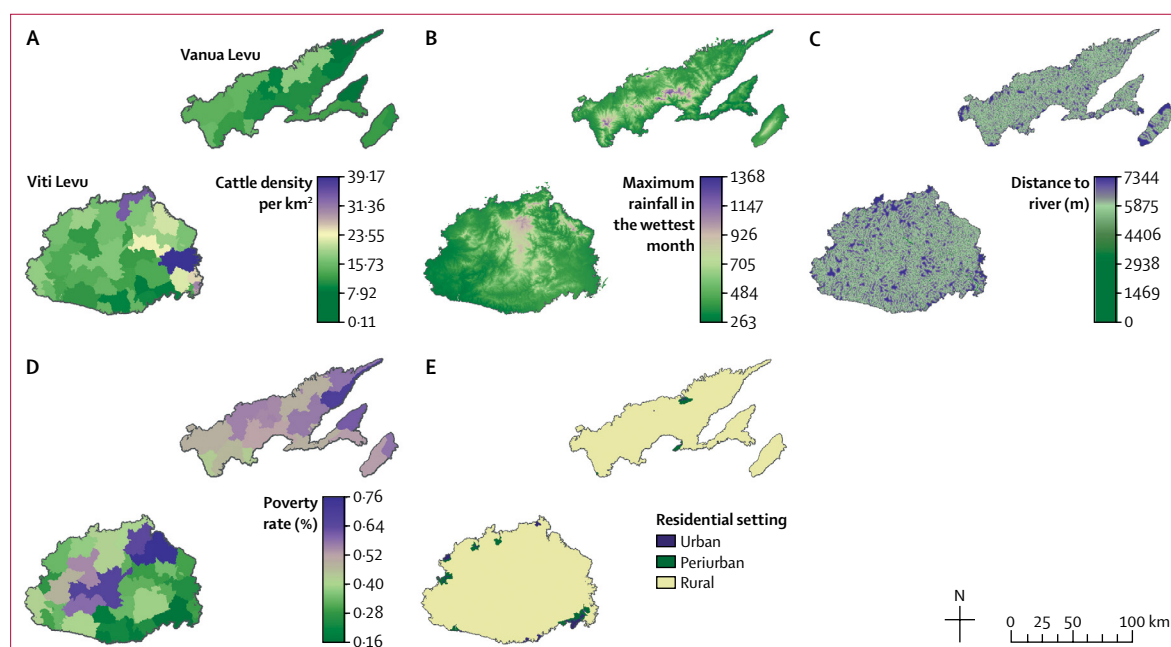 A
Vanua Levu
Viti Levu
Cattle density
per km²
39·17
31·36
23·55
15·73
7·92
0·11
B
Maximum
rainfall in
the wettest
month
1368
1147
926
705
484
263
C
Distance to
river (m)
7344
5875
4406
2938
1469
0
D
Poverty
rate (%)
0·76
0·64
0·52
0·40
0·28
0·16
E
Residential setting
Urban
Periurban
Rural
N
0 25 50 100 km